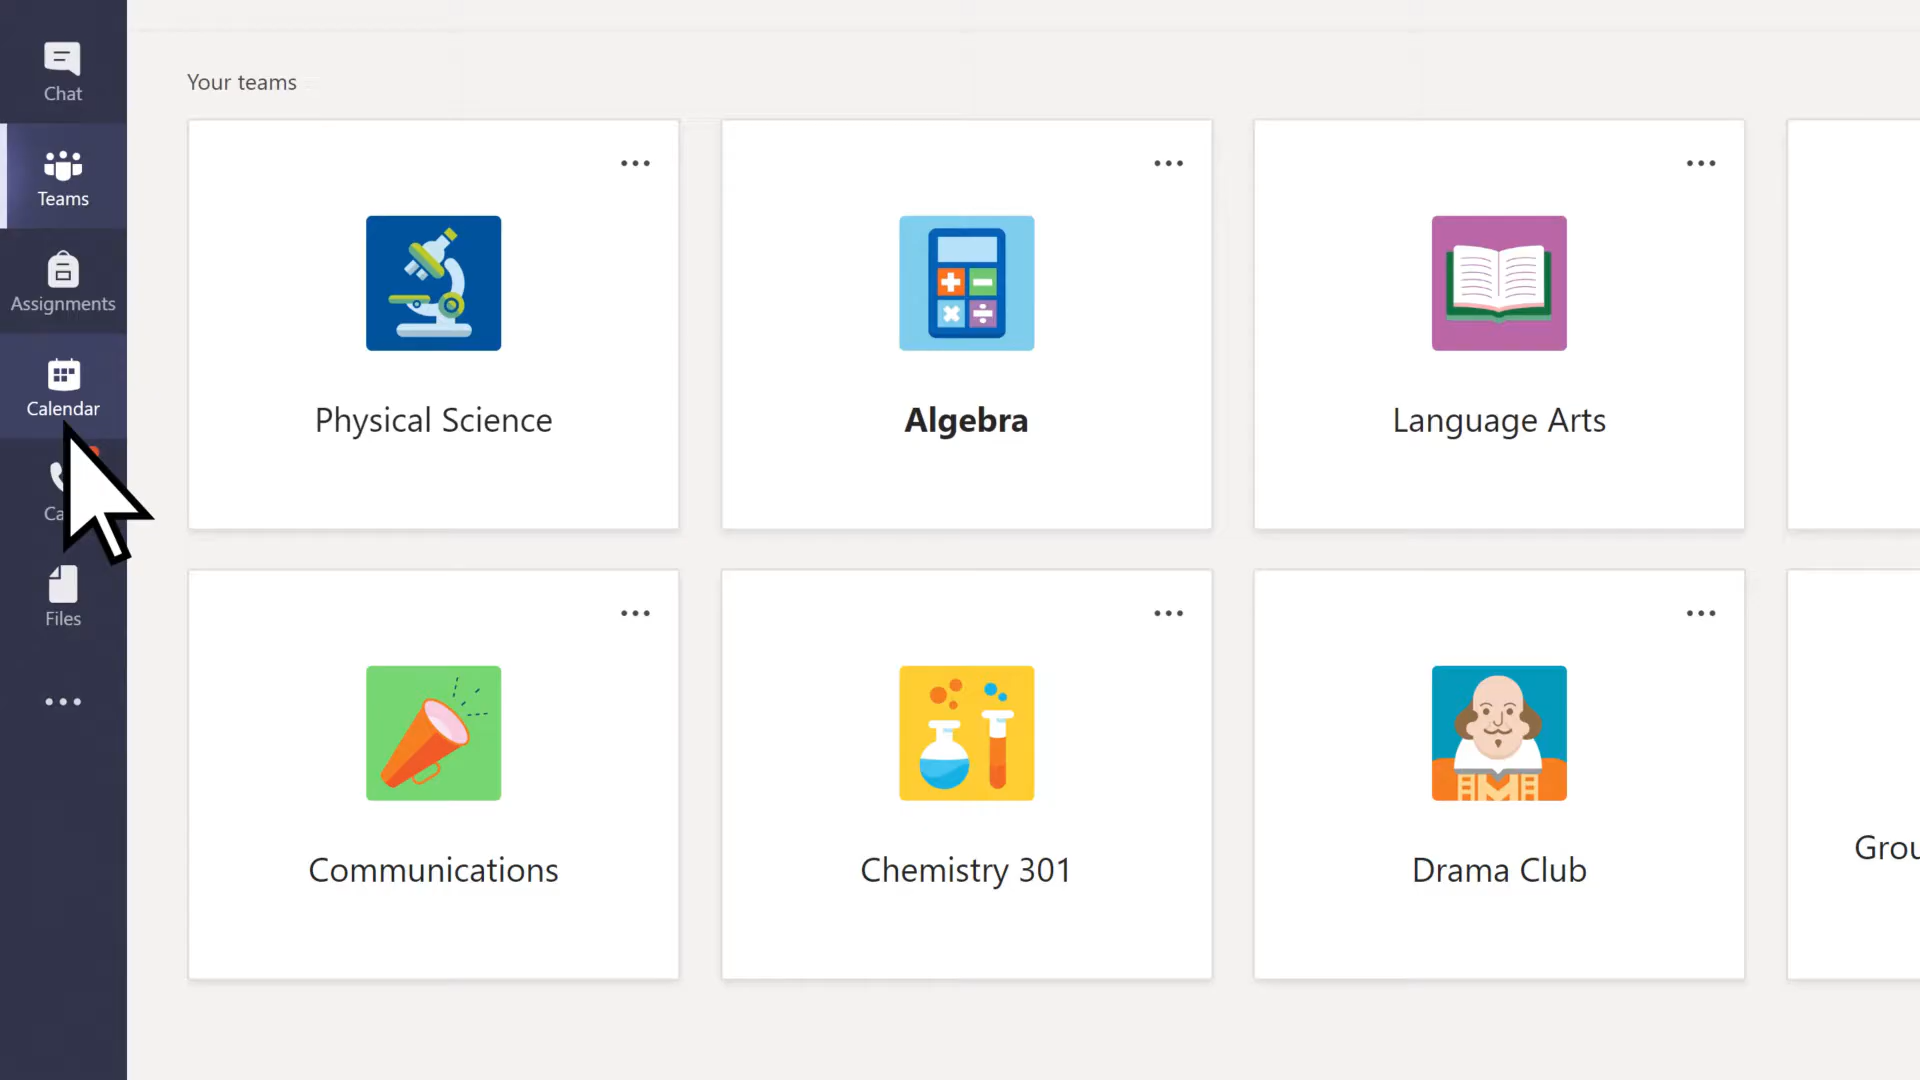 Chat
Teams
Assignments
Calendar
Files
Your teams
Physical Science
Algebra
Language Arts
Communications
Chemistry 301
Drama Club